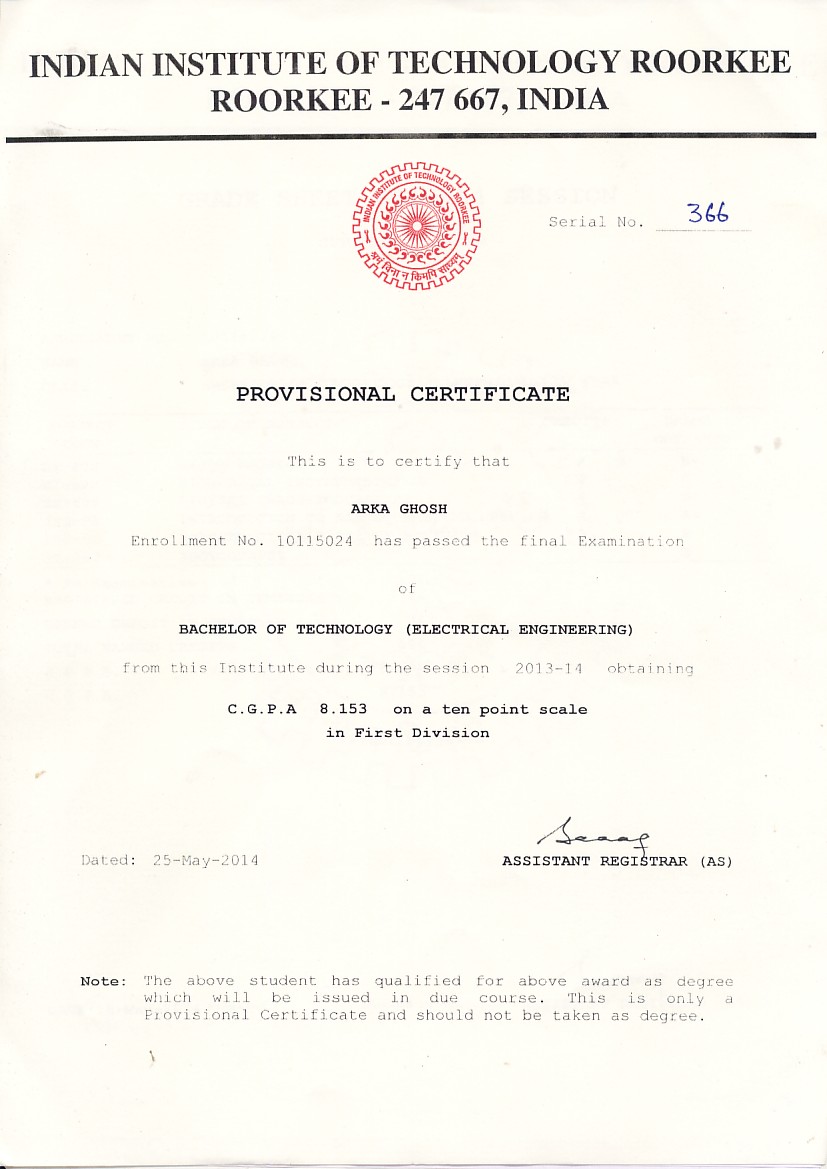 INDIAN INSTITUTE OF TECHNOLOGY ROORKEE
ROORKEE - 247 667, INDIA
INDIAN INSTITUTE OF TECHNOLOGY ROORKEE
श्रमं विना न किमपि साध्यम्
Serial No. 366
PROVISIONAL CERTIFICATE
This is to certify that
ARKA GHOSH
Enrollment No. 10115024 has passed the final Examination
of
BACHELOR OF TECHNOLOGY (ELECTRICAL ENGINEERING)
from this Institute during the session 2013-14 obtaining
C.G.P.A 8.153 on a ten point scale
in First Division
Dated: 25-May-2014
ASSISTANT REGISTRAR (AS)
Note: The above student has qualified for above award as degree
which will be issued in due course. This is only a
Provisional Certificate and should not be taken as degree.